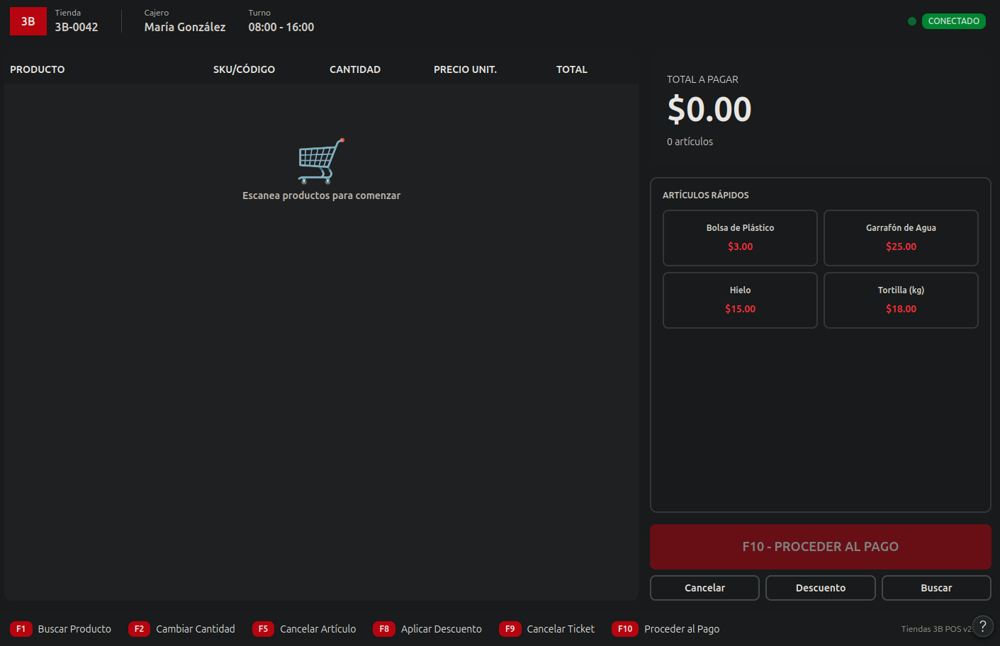 3B
Tienda
3B-0042
Cajero
María González
Turno
08:00 - 16:00
CONECTADO
PRODUCTO
SKU/CÓDIGO
CANTIDAD
PRECIO UNIT.
TOTAL
Escanea productos para comenzar
TOTAL A PAGAR
$0.00
0 artículos
ARTÍCULOS RÁPIDOS
Bolsa de Plástico
$3.00
Garrafón de Agua
$25.00
Hielo
$15.00
Tortilla (kg)
$18.00
F10 - PROCEDER AL PAGO
Cancelar
Descuento
Buscar
F1 Buscar Producto
F2 Cambiar Cantidad
F5 Cancelar Artículo
F8 Aplicar Descuento
F9 Cancelar Ticket
F10 Proceder al Pago
Tiendas 3B POS v2
?